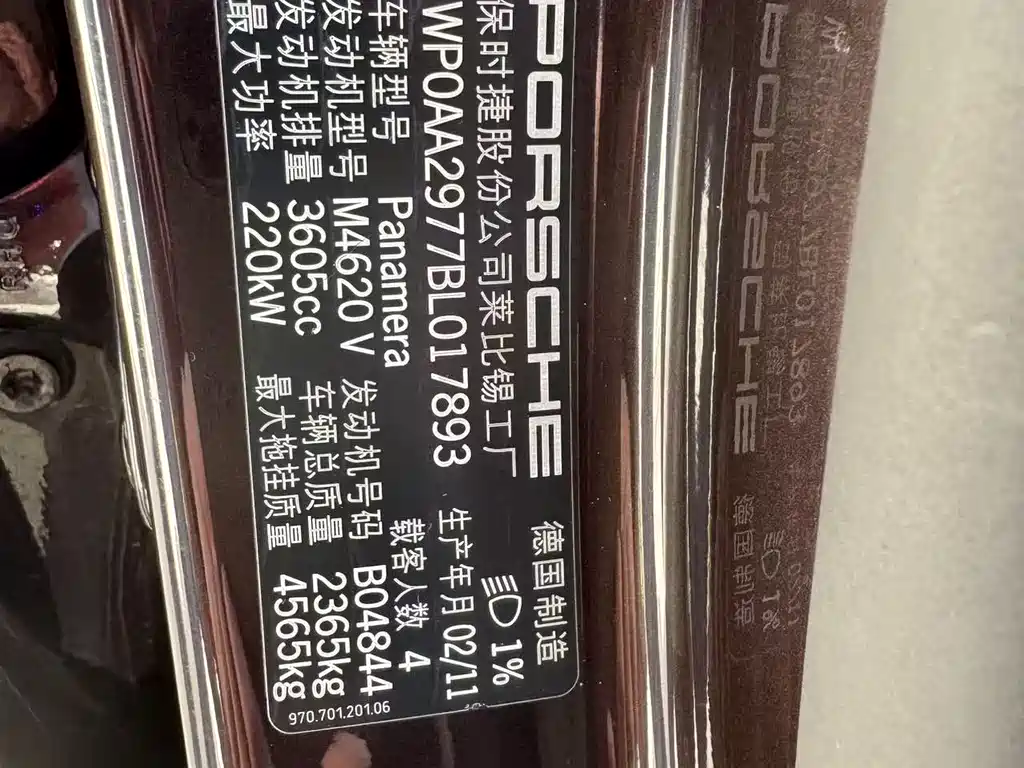 PORSCHE 德国制造
保时捷股份公司莱比锡工厂 1%
WP0AA2977BL017893 生产年月 02/11
车辆型号 Panamera 载客人数 4
发动机型号 M4620 V 发动机号码 B04844
发动机排量 3605cc 车辆总质量 2365kg
最大功率 220kW 最大拖挂质量 4565kg
970.701.201.06